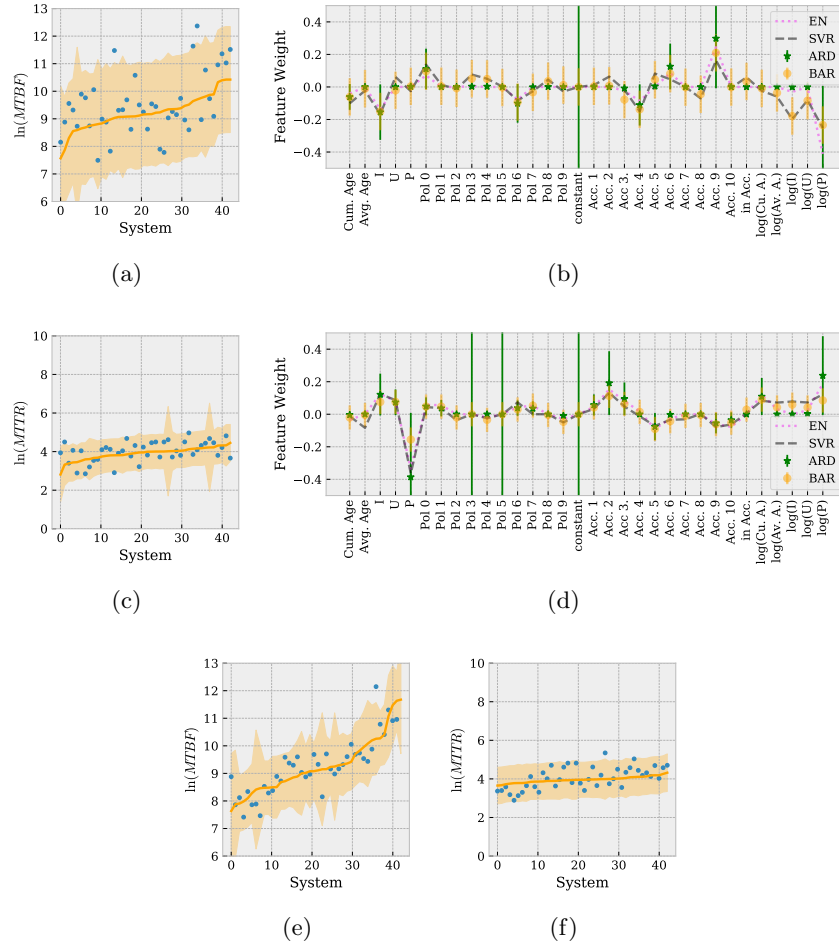 13
12
11
10
9
8
7
6
ln(MTBF)
0 10 20 30 40
System
(a)
0.4
0.2
0.0
−0.2
−0.4
Feature Weight
EN
SVR
ARD
BAR
Cum. Age
Avg. Age
I
U
P
Pol 0
Pol 1
Pol 2
Pol 3
Pol 4
Pol 5
Pol 6
Pol 7
Pol 8
Pol 9
constant
Acc. 1
Acc. 2
Acc 3.
Acc. 4
Acc. 5
Acc. 6
Acc. 7
Acc. 8
Acc. 9
Acc. 10
in Acc.
log(Cu. A.)
log(Av. A.)
log(I)
log(U)
log(P)
(b)
10
8
6
4
2
0
ln(MTTR)
0 10 20 30 40
System
(c)
0.4
0.2
0.0
−0.2
−0.4
Feature Weight
EN
SVR
ARD
BAR
Cum. Age
Avg. Age
I
U
P
Pol 0
Pol 1
Pol 2
Pol 3
Pol 4
Pol 5
Pol 6
Pol 7
Pol 8
Pol 9
constant
Acc. 1
Acc. 2
Acc 3.
Acc. 4
Acc. 5
Acc. 6
Acc. 7
Acc. 8
Acc. 9
Acc. 10
in Acc.
log(Cu. A.)
log(Av. A.)
log(I)
log(U)
log(P)
(d)
13
12
11
10
9
8
7
6
ln(MTBF)
0 10 20 30 40
System
(e)
10
8
6
4
2
0
ln(MTTR)
0 10 20 30 40
System
(f)